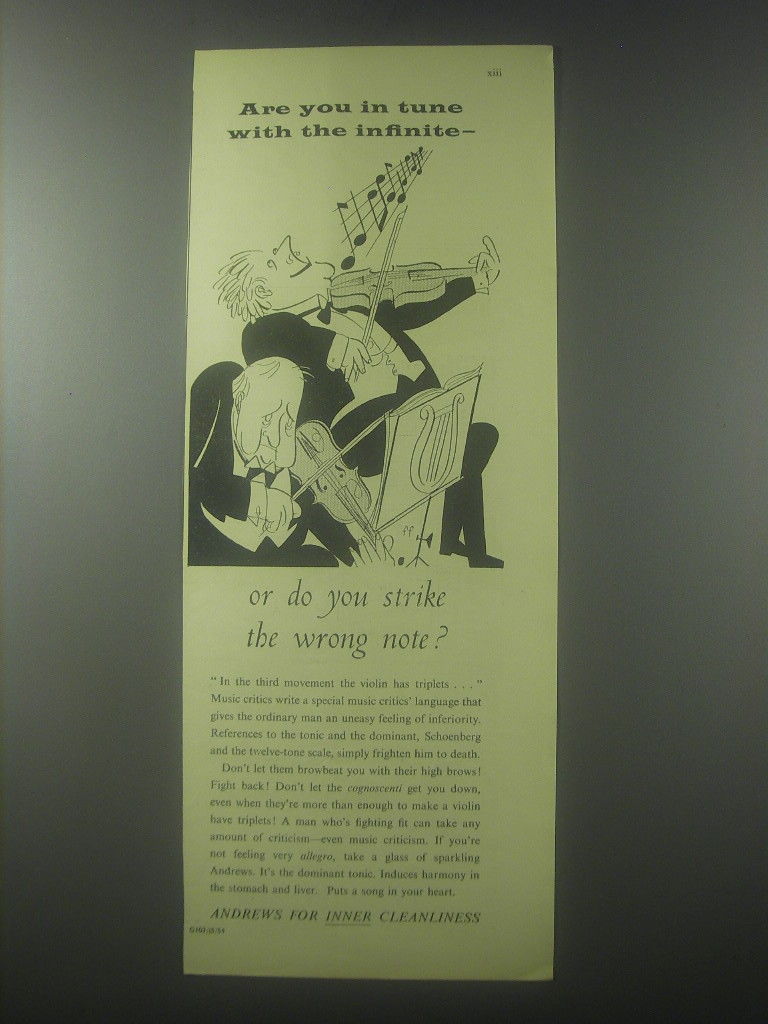 xiii
Are you in tune
with the infinite—
ff
or do you strike
the wrong note?
"In the third movement the violin has triplets . . ."
Music critics write a special music critics' language that
gives the ordinary man an uneasy feeling of inferiority.
References to the tonic and the dominant, Schoenberg
and the twelve-tone scale, simply frighten him to death.
Don't let them browbeat you with their high brows!
Fight back! Don't let the cognoscenti get you down,
even when they're more than enough to make a violin
have triplets! A man who's fighting fit can take any
amount of criticism—even music criticism. If you're
not feeling very allegro, take a glass of sparkling
Andrews. It's the dominant tonic. Induces harmony in
the stomach and liver. Puts a song in your heart.
ANDREWS FOR INNER CLEANLINESS